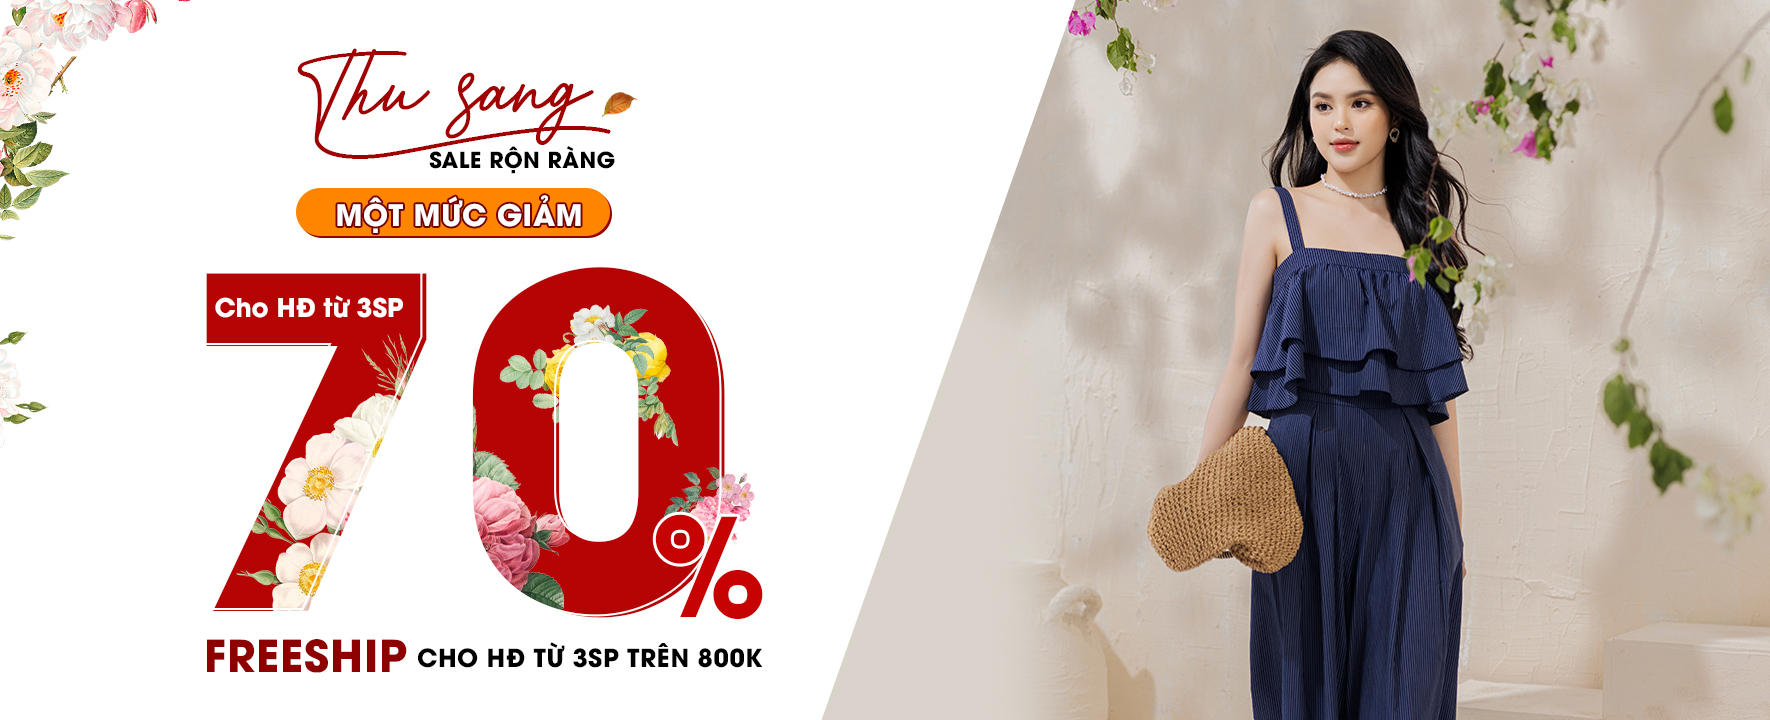 Thu sang
SALE RỘN RÀNG
MỘT MỨC GIẢM
Cho HĐ từ 3SP
70%
FREESHIP CHO HĐ TỪ 3SP TRÊN 800K